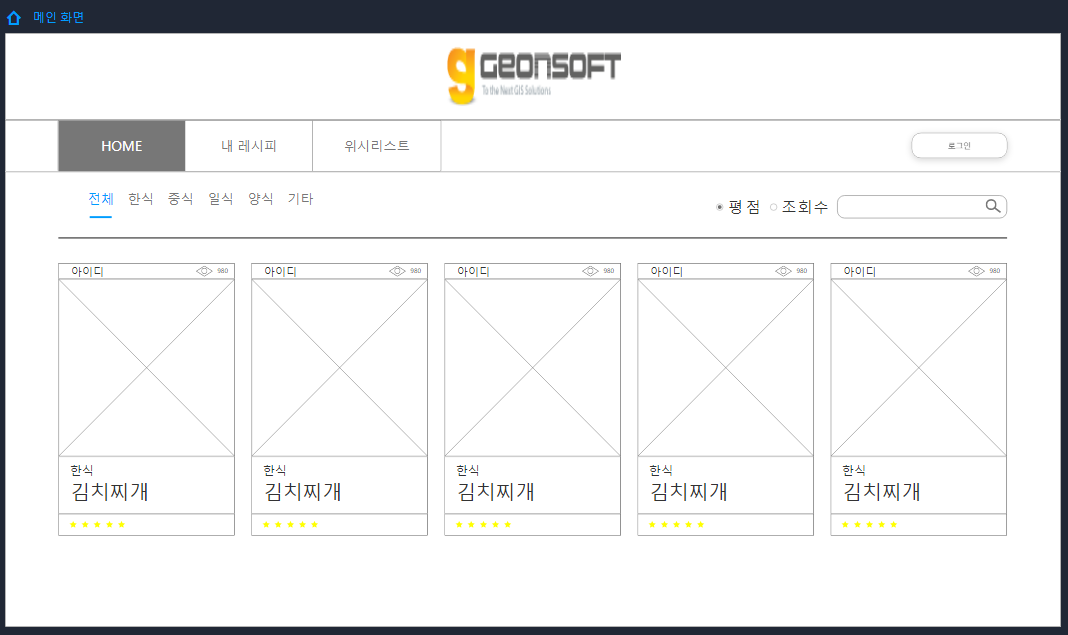 메인 화면
GEONSOFT
To the Next GIS Solutions
HOME 내 레시피 위시리스트 로그인
전체 한식 중식 일식 양식 기타 평점 조회수
아이디 980 아이디 980 아이디 980 아이디 980 아이디 980
한식 한식 한식 한식 한식
김치찌개 김치찌개 김치찌개 김치찌개 김치찌개